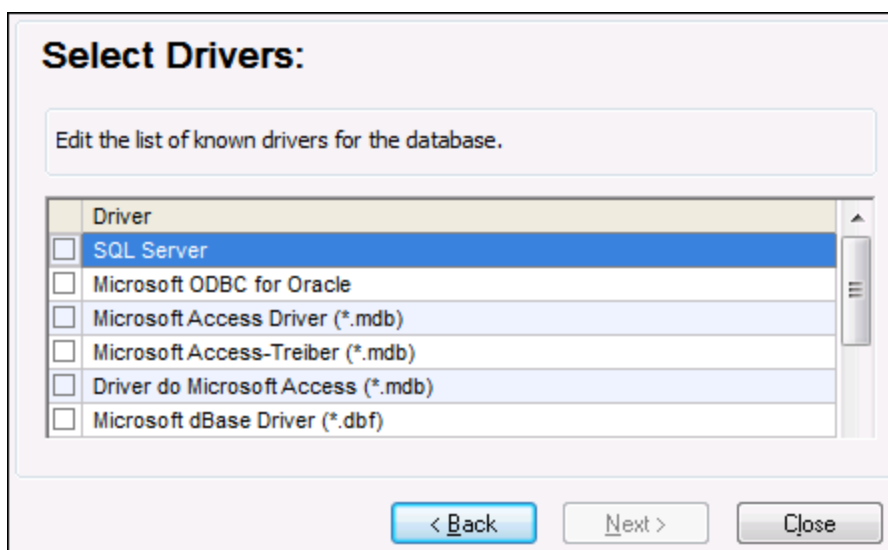 Select Drivers:
Edit the list of known drivers for the database.
Driver
SQL Server
Microsoft ODBC for Oracle
Microsoft Access Driver (*.mdb)
Microsoft Access-Treiber (*.mdb)
Driver do Microsoft Access (*.mdb)
Microsoft dBase Driver (*.dbf)
< Back Next > Close